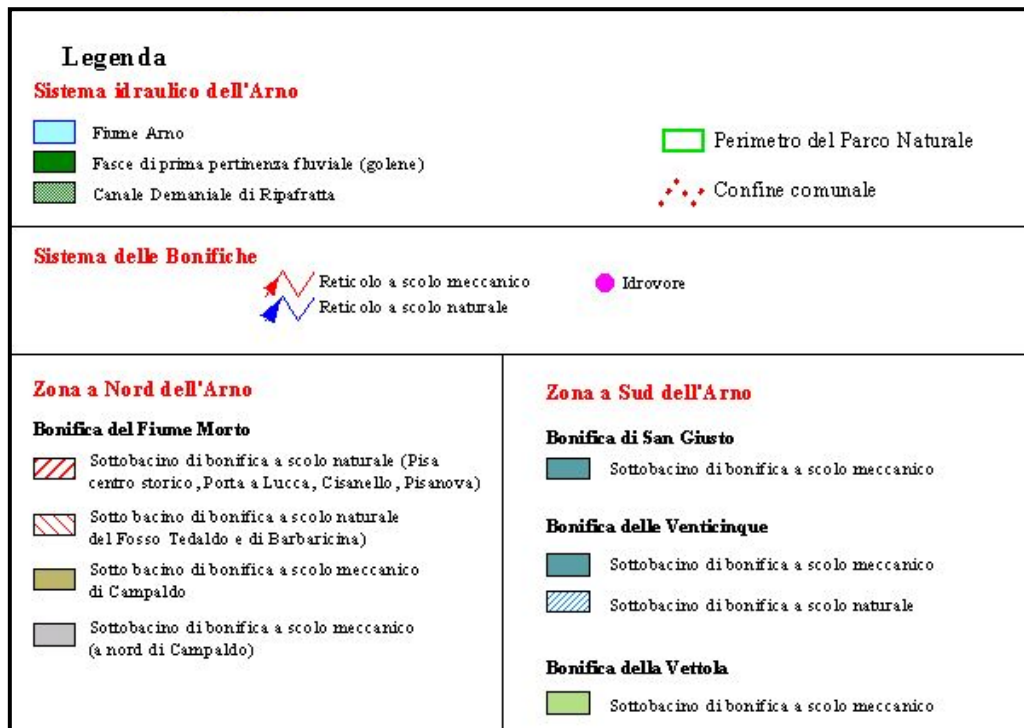 Legenda
Sistema idraulico dell'Arno
Fiume Arno
Fasce di prima pertinenza fluviale (golene)
Canale Demaniale di Ripafratta
Perimetro del Parco Naturale
Confine comunale
Sistema delle Bonifiche
Reticolo a scolo meccanico
Reticolo a scolo naturale
Idrovore
Zona a Nord dell'Arno
Bonifica del Fiume Morto
Sottobacino di bonifica a scolo naturale (Pisa
centro storico, Porta a Lucca, Cisanello, Pisanova)
Sotto bacino di bonifica a scolo naturale
del Fosso Tedaldo e di Barbaricina)
Sotto bacino di bonifica a scolo meccanico
di Campaldo
Sottobacino di bonifica a scolo meccanico
(a nord di Campaldo)
Zona a Sud dell'Arno
Bonifica di San Giusto
Sottobacino di bonifica a scolo meccanico
Bonifica delle Venticinque
Sottobacino di bonifica a scolo meccanico
Sottobacino di bonifica a scolo naturale
Bonifica della Vettola
Sottobacino di bonifica a scolo meccanico